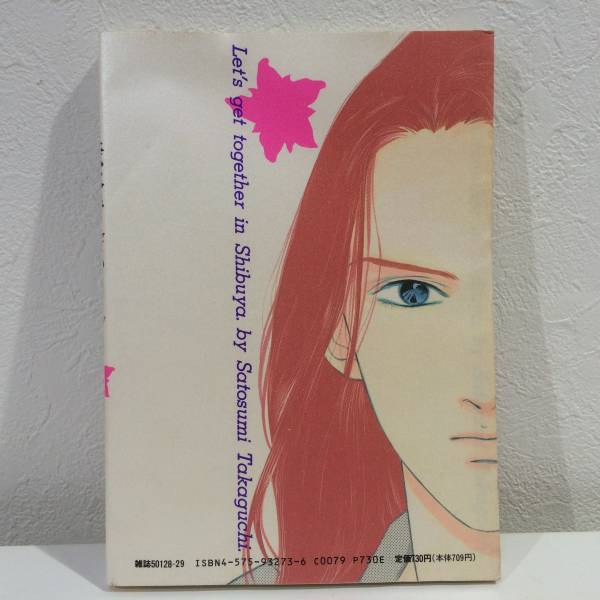 Let's get together in Shibuya. by Satosumi Takaguchi.
雑誌50128-29 ISBN4-575-93273-6 C0079 P730E 定価730円(本体709円)